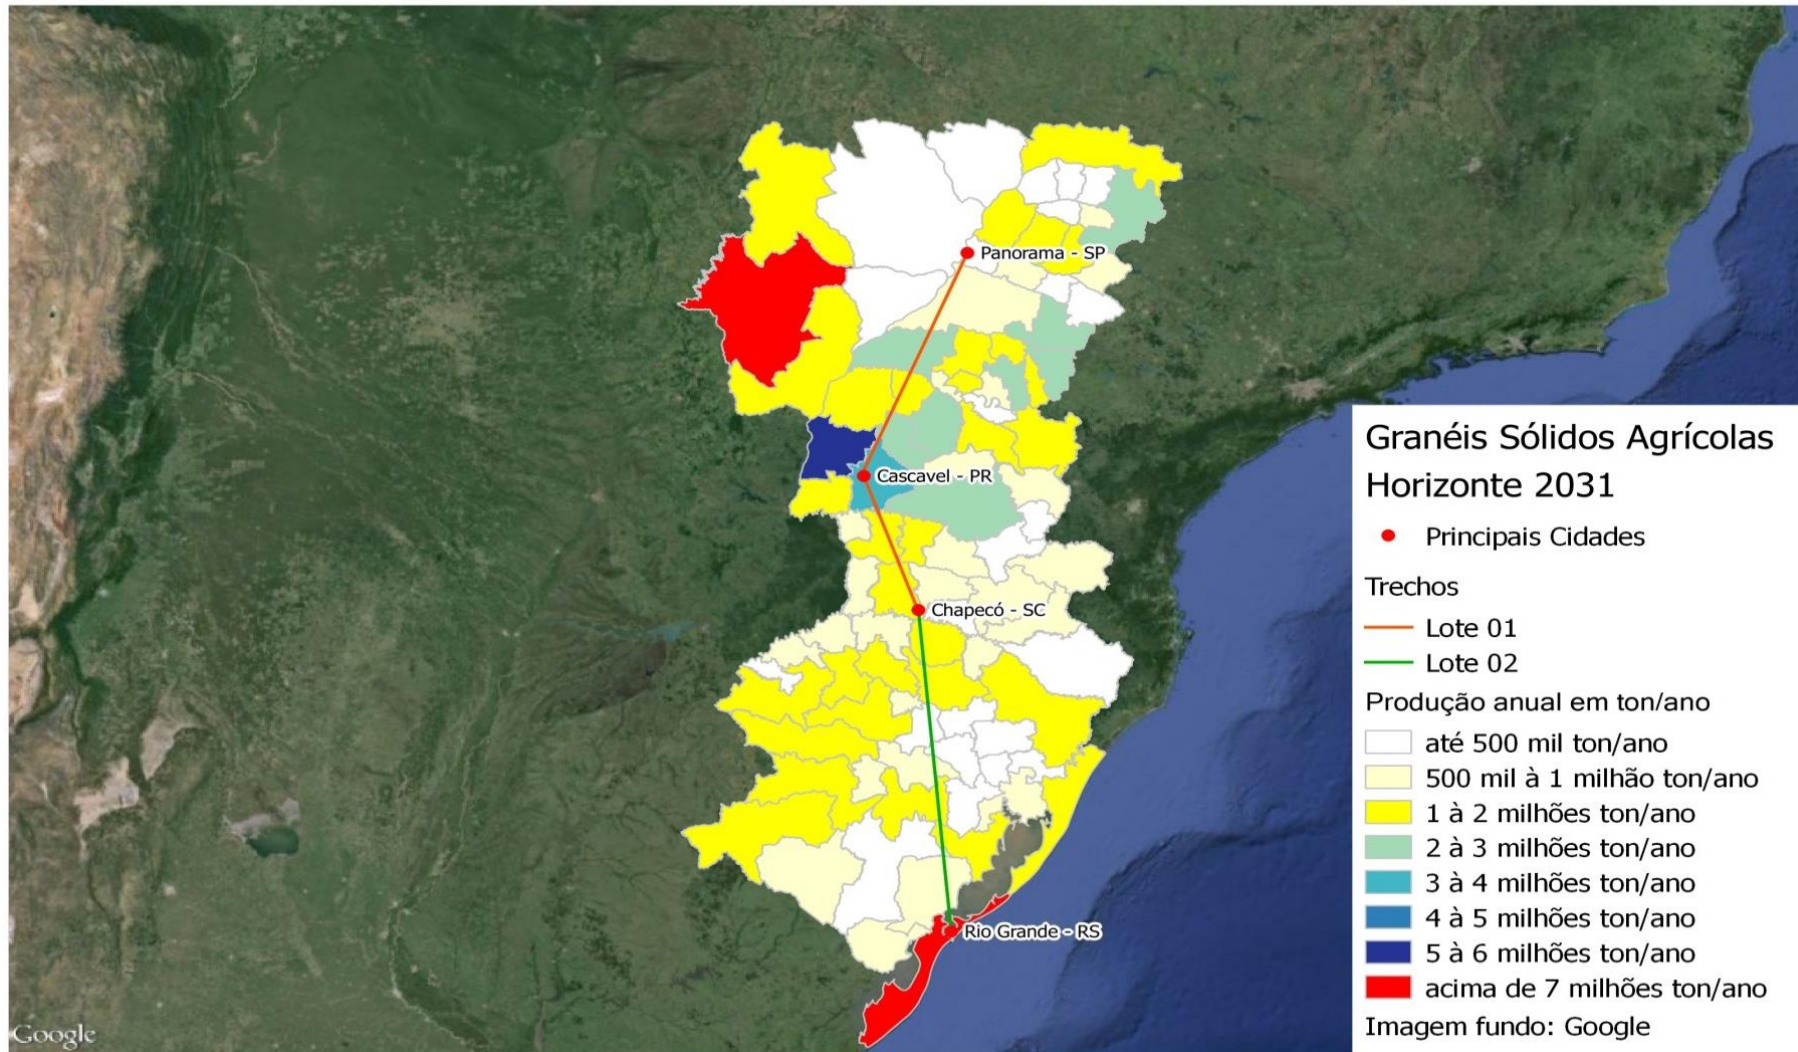 Panorama - SP
Cascavel - PR
Chapecó - SC
Rio Grande - RS
Granéis Sólidos Agrícolas
Horizonte 2031
Principais Cidades
Trechos
Lote 01
Lote 02
Produção anual em ton/ano
até 500 mil ton/ano
500 mil à 1 milhão ton/ano
1 à 2 milhões ton/ano
2 à 3 milhões ton/ano
3 à 4 milhões ton/ano
4 à 5 milhões ton/ano
5 à 6 milhões ton/ano
acima de 7 milhões ton/ano
Imagem fundo: Google
Google